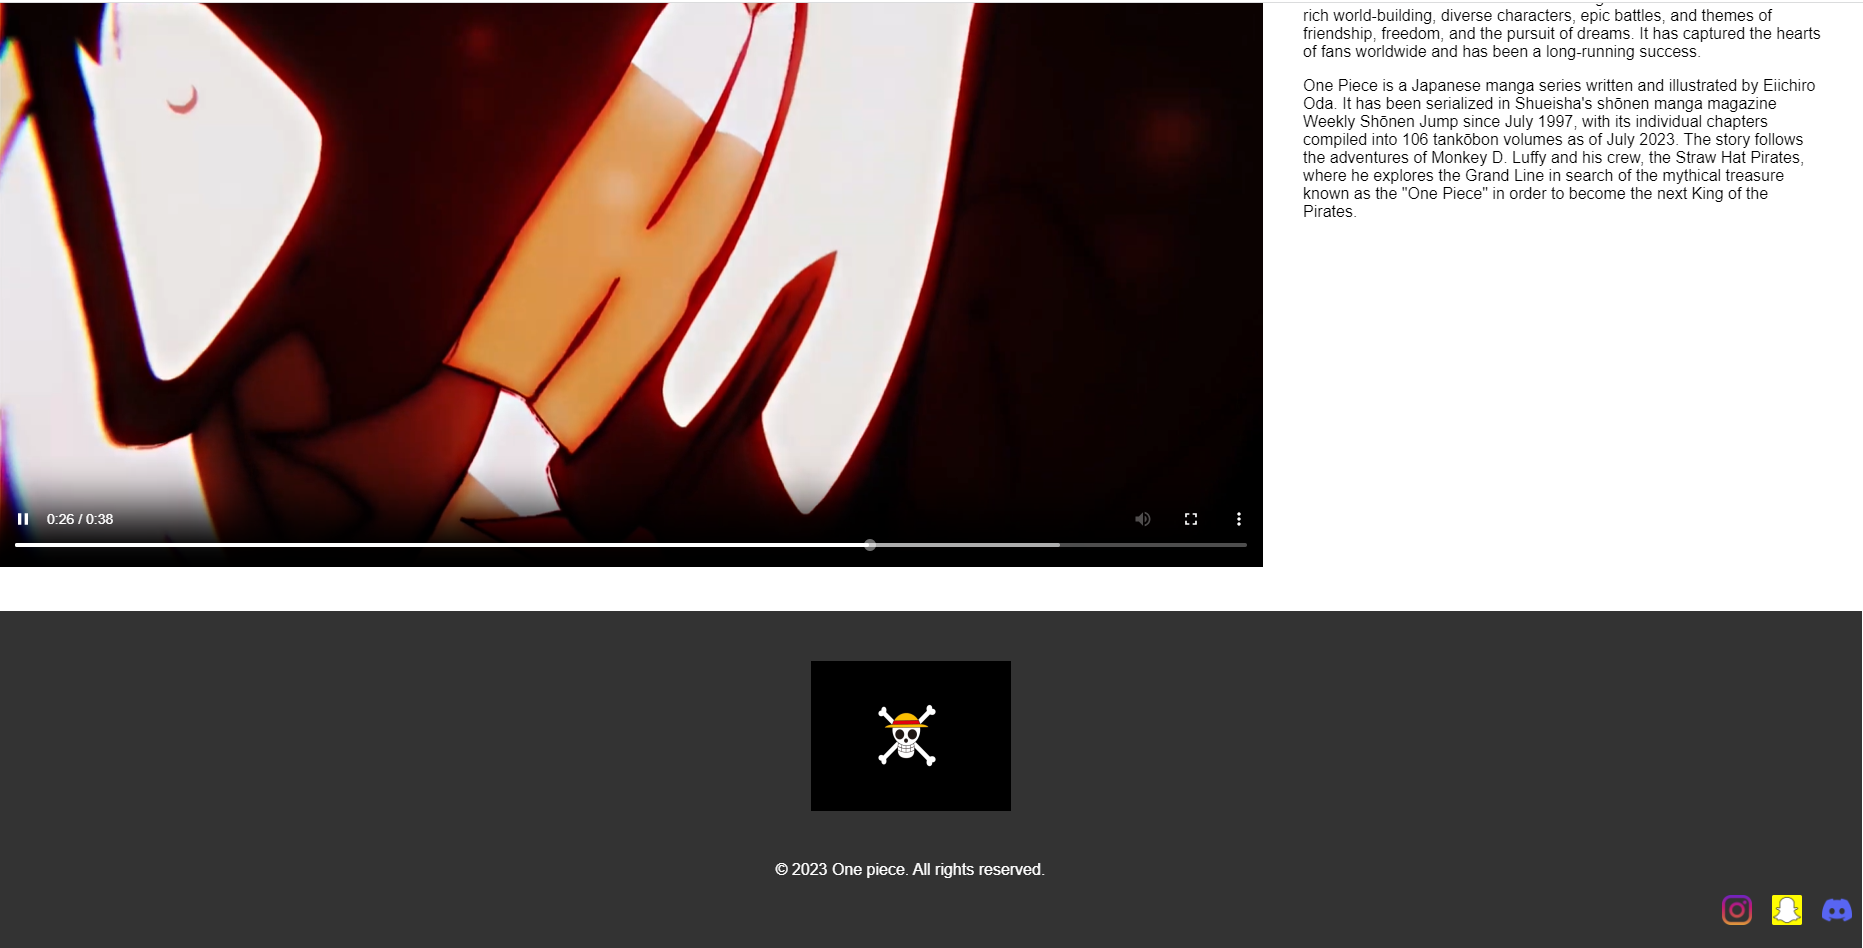 rich world-building, diverse characters, epic battles, and themes of
friendship, freedom, and the pursuit of dreams. It has captured the hearts
of fans worldwide and has been a long-running success.
One Piece is a Japanese manga series written and illustrated by Eiichiro
Oda. It has been serialized in Shueisha's shōnen manga magazine
Weekly Shōnen Jump since July 1997, with its individual chapters
compiled into 106 tankōbon volumes as of July 2023. The story follows
the adventures of Monkey D. Luffy and his crew, the Straw Hat Pirates,
where he explores the Grand Line in search of the mythical treasure
known as the "One Piece" in order to become the next King of the
Pirates.
0:26 / 0:38
© 2023 One piece. All rights reserved.